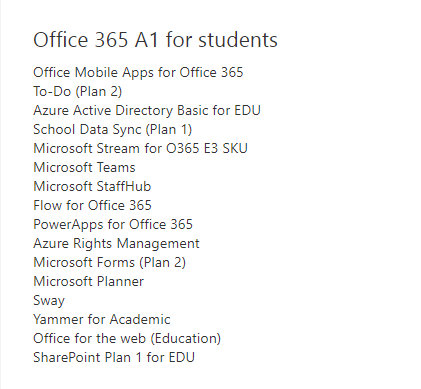 Office 365 A1 for students
Office Mobile Apps for Office 365
To-Do (Plan 2)
Azure Active Directory Basic for EDU
School Data Sync (Plan 1)
Microsoft Stream for O365 E3 SKU
Microsoft Teams
Microsoft StaffHub
Flow for Office 365
PowerApps for Office 365
Azure Rights Management
Microsoft Forms (Plan 2)
Microsoft Planner
Sway
Yammer for Academic
Office for the web (Education)
SharePoint Plan 1 for EDU